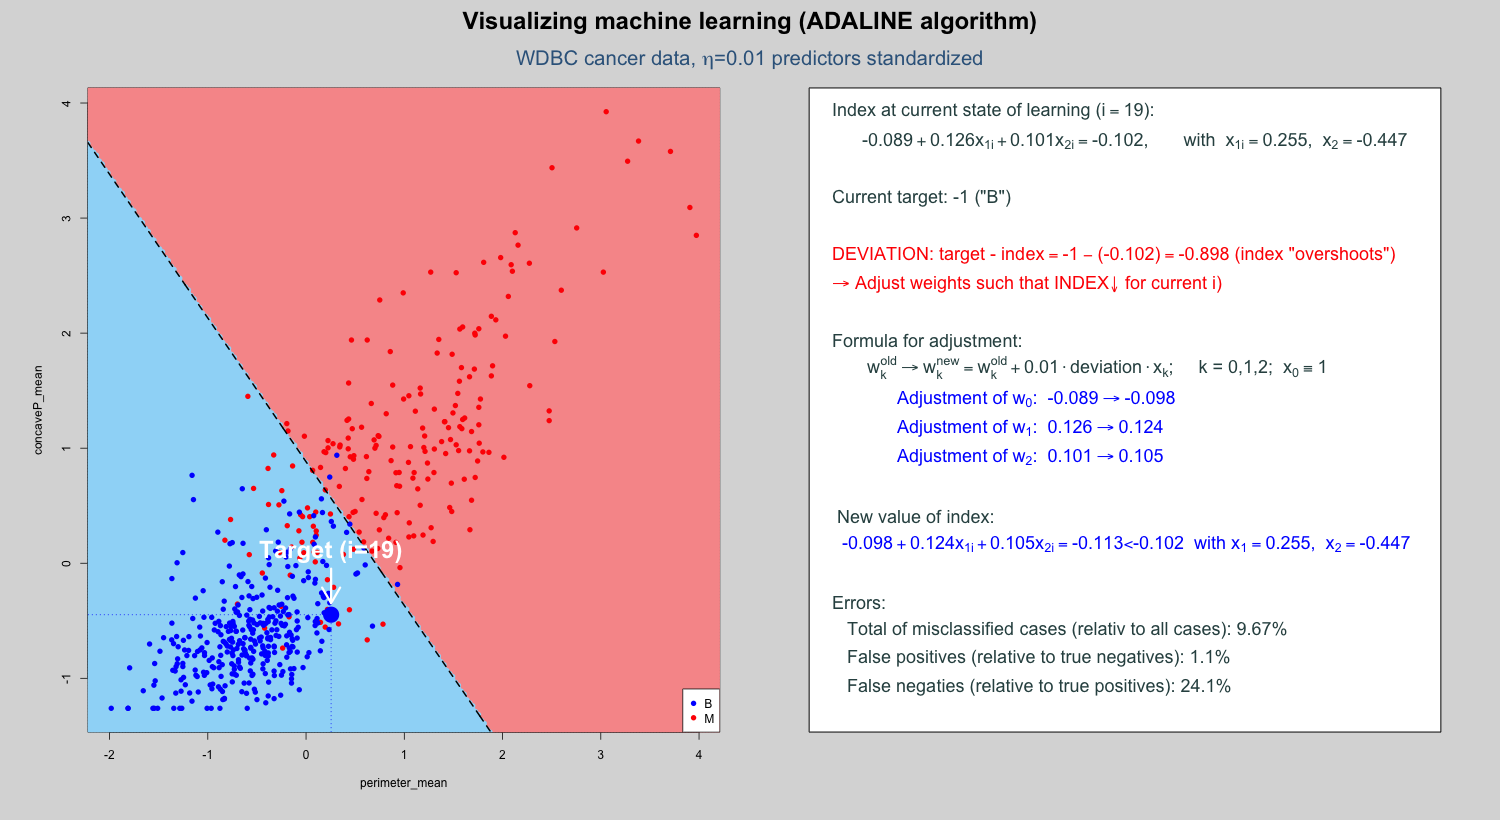 Visualizing machine learning (ADALINE algorithm)
WDBC cancer data, η=0.01 predictors standardized
4
3
2
1
0
-1
concaveP_mean
Target (i=19)
B
M
-2 -1 0 1 2 3 4
perimeter_mean
Index at current state of learning (i = 19):
-0.089 + 0.126x1i + 0.101x2i = -0.102, with x1i = 0.255, x2 = -0.447
Current target: -1 ("B")
DEVIATION: target - index = -1 − (-0.102) = -0.898 (index "overshoots")
→ Adjust weights such that INDEX↓ for current i)
Formula for adjustment:
wk^old → wk^new = wk^old + 0.01 · deviation · xk; k = 0,1,2; x0 ≡ 1
Adjustment of w0: -0.089 → -0.098
Adjustment of w1: 0.126 → 0.124
Adjustment of w2: 0.101 → 0.105
New value of index:
-0.098 + 0.124x1i + 0.105x2i = -0.113<-0.102 with x1 = 0.255, x2 = -0.447
Errors:
Total of misclassified cases (relativ to all cases): 9.67%
False positives (relative to true negatives): 1.1%
False negaties (relative to true positives): 24.1%